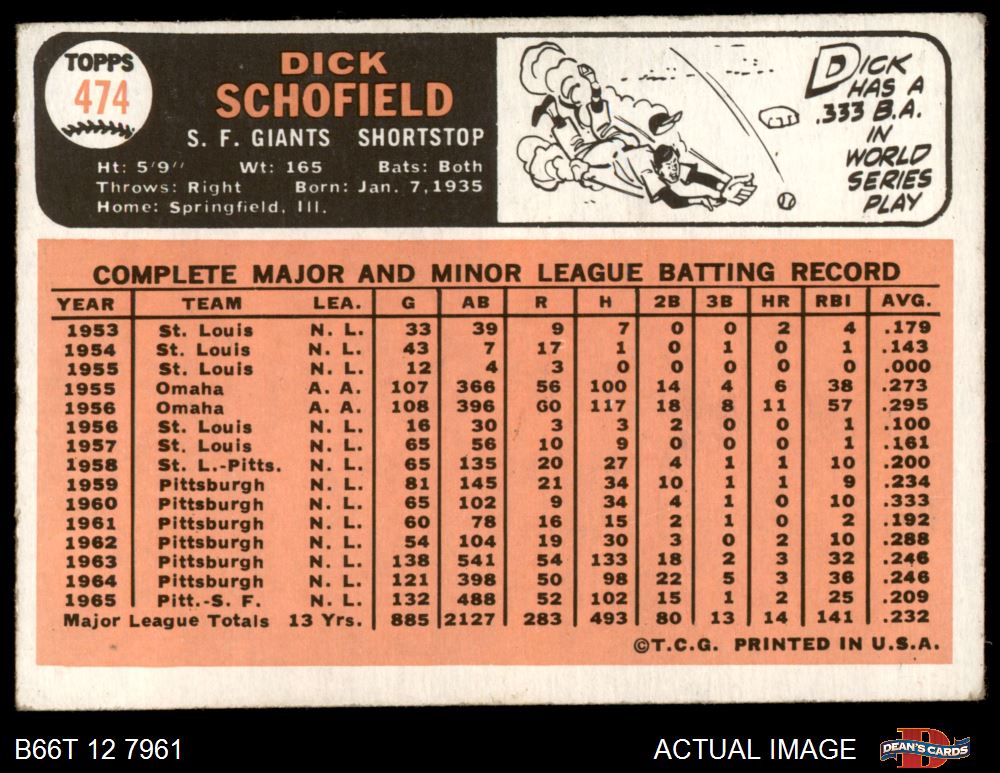 TOPPS
474
DICK
SCHOFIELD
S. F. GIANTS SHORTSTOP
Ht: 5'9" Wt: 165 Bats: Both
Throws: Right Born: Jan. 7, 1935
Home: Springfield, Ill.
DICK
HAS A
.333 B.A.
IN
WORLD
SERIES
PLAY
COMPLETE MAJOR AND MINOR LEAGUE BATTING RECORD
YEAR TEAM LEA. G AB R H 2B 3B HR RBI AVG.
1953 St. Louis N. L. 33 39 9 7 0 0 2 4 .179
1954 St. Louis N. L. 43 7 17 1 0 1 0 1 .143
1955 St. Louis N. L. 12 4 3 0 0 0 0 0 .000
1955 Omaha A. A. 107 366 56 100 14 4 6 38 .273
1956 Omaha A. A. 108 396 GO 117 18 8 11 57 .295
1956 St. Louis N. L. 16 30 3 3 2 0 0 1 .100
1957 St. Louis N. L. 65 56 10 9 0 0 0 1 .161
1958 St. L.-Pitts. N. L. 65 135 20 27 4 1 1 10 .200
1959 Pittsburgh N. L. 81 145 21 34 10 1 1 9 .234
1960 Pittsburgh N. L. 65 102 9 34 4 1 0 10 .333
1961 Pittsburgh N. L. 60 78 16 15 2 1 0 2 .192
1962 Pittsburgh N. L. 54 104 19 30 3 0 2 10 .288
1963 Pittsburgh N. L. 138 541 54 133 18 2 3 32 .246
1964 Pittsburgh N. L. 121 398 50 98 22 5 3 36 .246
1965 Pitt.-S. F. N. L. 132 488 52 102 15 1 2 25 .209
Major League Totals 13 Yrs. 885 2127 283 493 80 13 14 141 .232
©T.C.G. PRINTED IN U.S.A.
B66T 12 7961 ACTUAL IMAGE DEAN'S CARDS